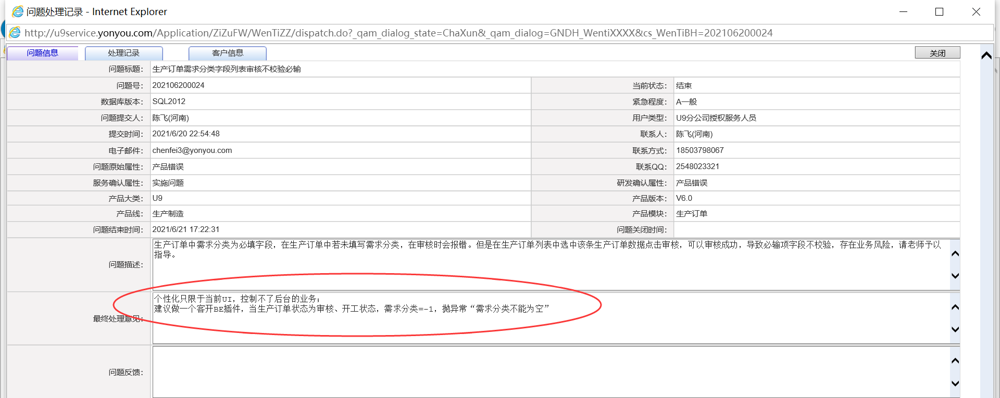 问题处理记录 - Internet Explorer
http://u9service.yonyou.com/Application/ZiZuFW/WenTiZZ/dispatch.do?_qam_dialog_state=ChaXun&_qam_dialog=GNDH_WentiXXXX&cs_WenTiBH=202106200024
问题信息 处理记录 客户信息 关闭
问题标题： 生产订单需求分类字段列表审核不校验必输
问题号： 202106200024 当前状态： 结束
数据库版本： SQL2012 紧急程度： A一般
问题提交人： 陈飞(河南) 用户类型： U9分公司授权服务人员
提交时间： 2021/6/20 22:54:48 联系人： 陈飞(河南)
电子邮件： chenfei3@yonyou.com 联系方式： 18503798067
问题原始属性： 产品错误 联系QQ： 2548023321
服务确认属性： 实施问题 研发确认属性： 产品错误
产品大类： U9 产品版本： V6.0
产品线： 生产制造 产品模块： 生产订单
问题结束时间： 2021/6/21 17:22:31 问题关闭时间：
生产订单中需求分类为必填字段，在生产订单中若未填写需求分类，在审核时会报错。但是在生产订单列表中选中该条生产订单数据点击审核，可以审核成功，导致必输项字段不校验，存在业务风险，请老师予以
指导。
问题描述：
个性化只限于当前UI，控制不了后台的业务；
建议做一个客开BE插件，当生产订单状态为审核、开工状态，需求分类=-1，抛异常“需求分类不能为空”
最终处理意见：
问题反馈：